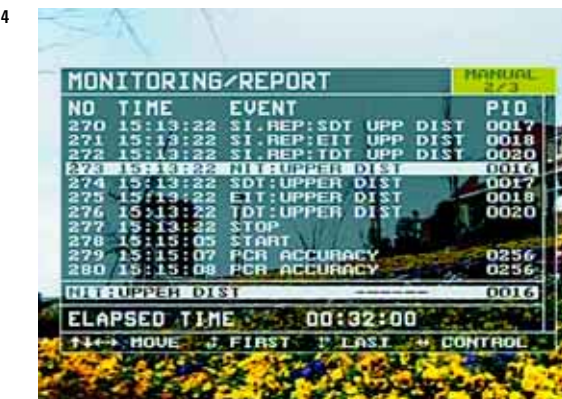 4
MONITORING/REPORT
MANUAL
2/3
NO TIME EVENT PID
270 15:13:22 SI.REP:SDT UPP DIST 0017
271 15:13:22 SI.REP:EIT UPP DIST 0018
272 15:13:22 SI.REP:TDT UPP DIST 0020
273 15:13:22 NIT:UPPER DIST 0016
274 15:13:22 SDT:UPPER DIST 0017
275 15:13:22 EIT:UPPER DIST 0018
276 15:13:22 TDT:UPPER DIST 0020
277 15:13:22 STOP
278 15:15:05 START
279 15:15:07 PCR ACCURACY 0256
280 15:15:08 PCR ACCURACY 0256
NIT:UPPER DIST ------ 0016
ELAPSED TIME 00:32:00
MOVE FIRST LAST CONTROL